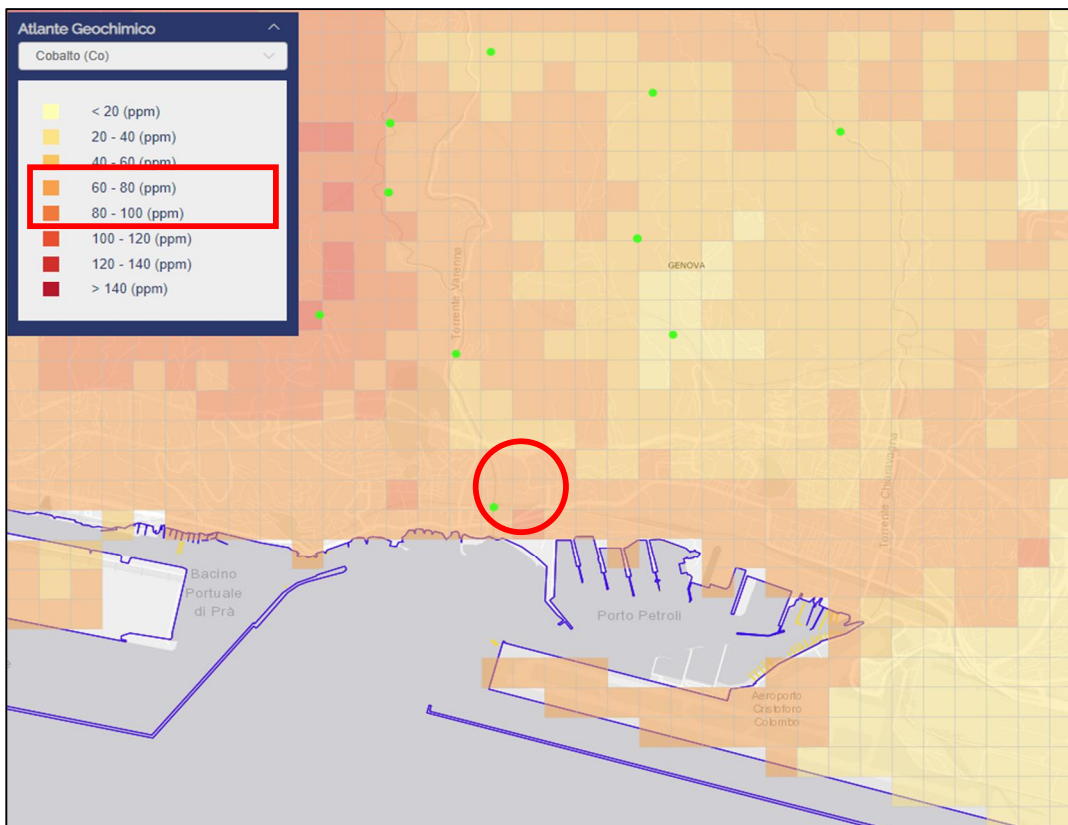 Atlante Geochimico
Cobalto (Co)
< 20 (ppm)
20 - 40 (ppm)
40 - 60 (ppm)
60 - 80 (ppm)
80 - 100 (ppm)
100 - 120 (ppm)
120 - 140 (ppm)
> 140 (ppm)
GENOVA
Torrente Varenna
Torrente Chiaravagna
Bacino
Portuale
di Prà
Porto Petroli
e
Aeroporto
Cristoforo
Colombo